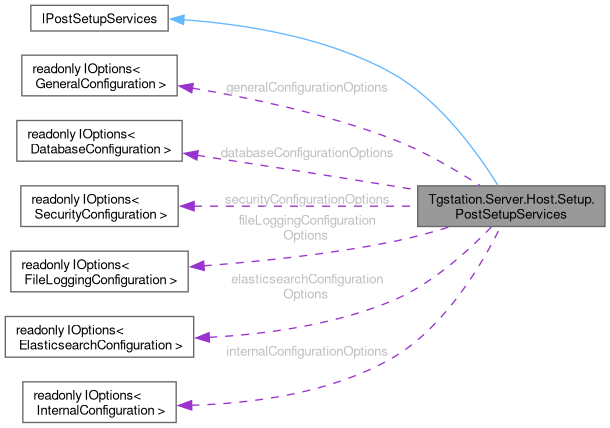 IPostSetupServices
readonly IOptions<
GeneralConfiguration >
generalConfigurationOptions
readonly IOptions<
DatabaseConfiguration >
databaseConfigurationOptions
readonly IOptions<
SecurityConfiguration >
securityConfigurationOptions
Tgstation.Server.Host.Setup.
PostSetupServices
fileLoggingConfiguration
Options
readonly IOptions<
FileLoggingConfiguration >
elasticsearchConfiguration
Options
readonly IOptions<
ElasticsearchConfiguration >
internalConfigurationOptions
readonly IOptions<
InternalConfiguration >